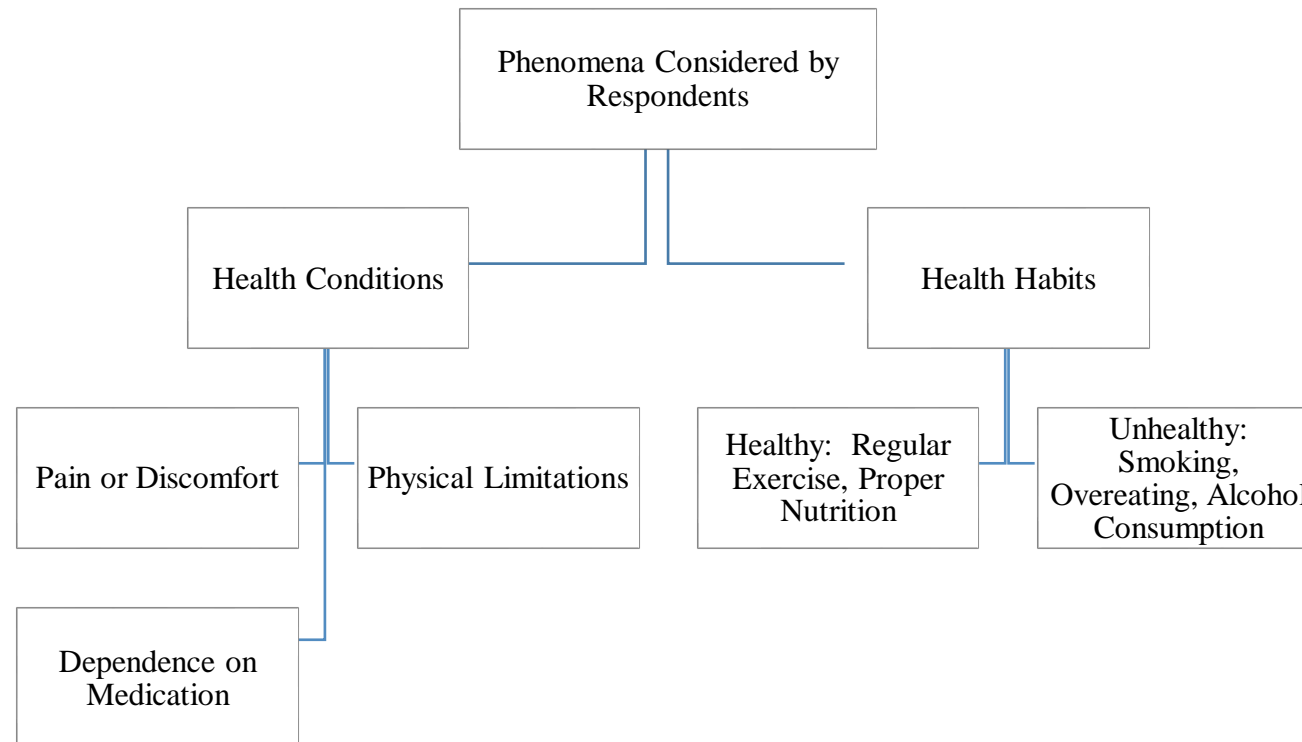 Phenomena Considered by
Respondents
Health Conditions
Health Habits
Pain or Discomfort
Physical Limitations
Healthy:  Regular
Exercise, Proper
Nutrition
Unhealthy:
Smoking,
Overeating, Alcohol
Consumption
Dependence on
Medication